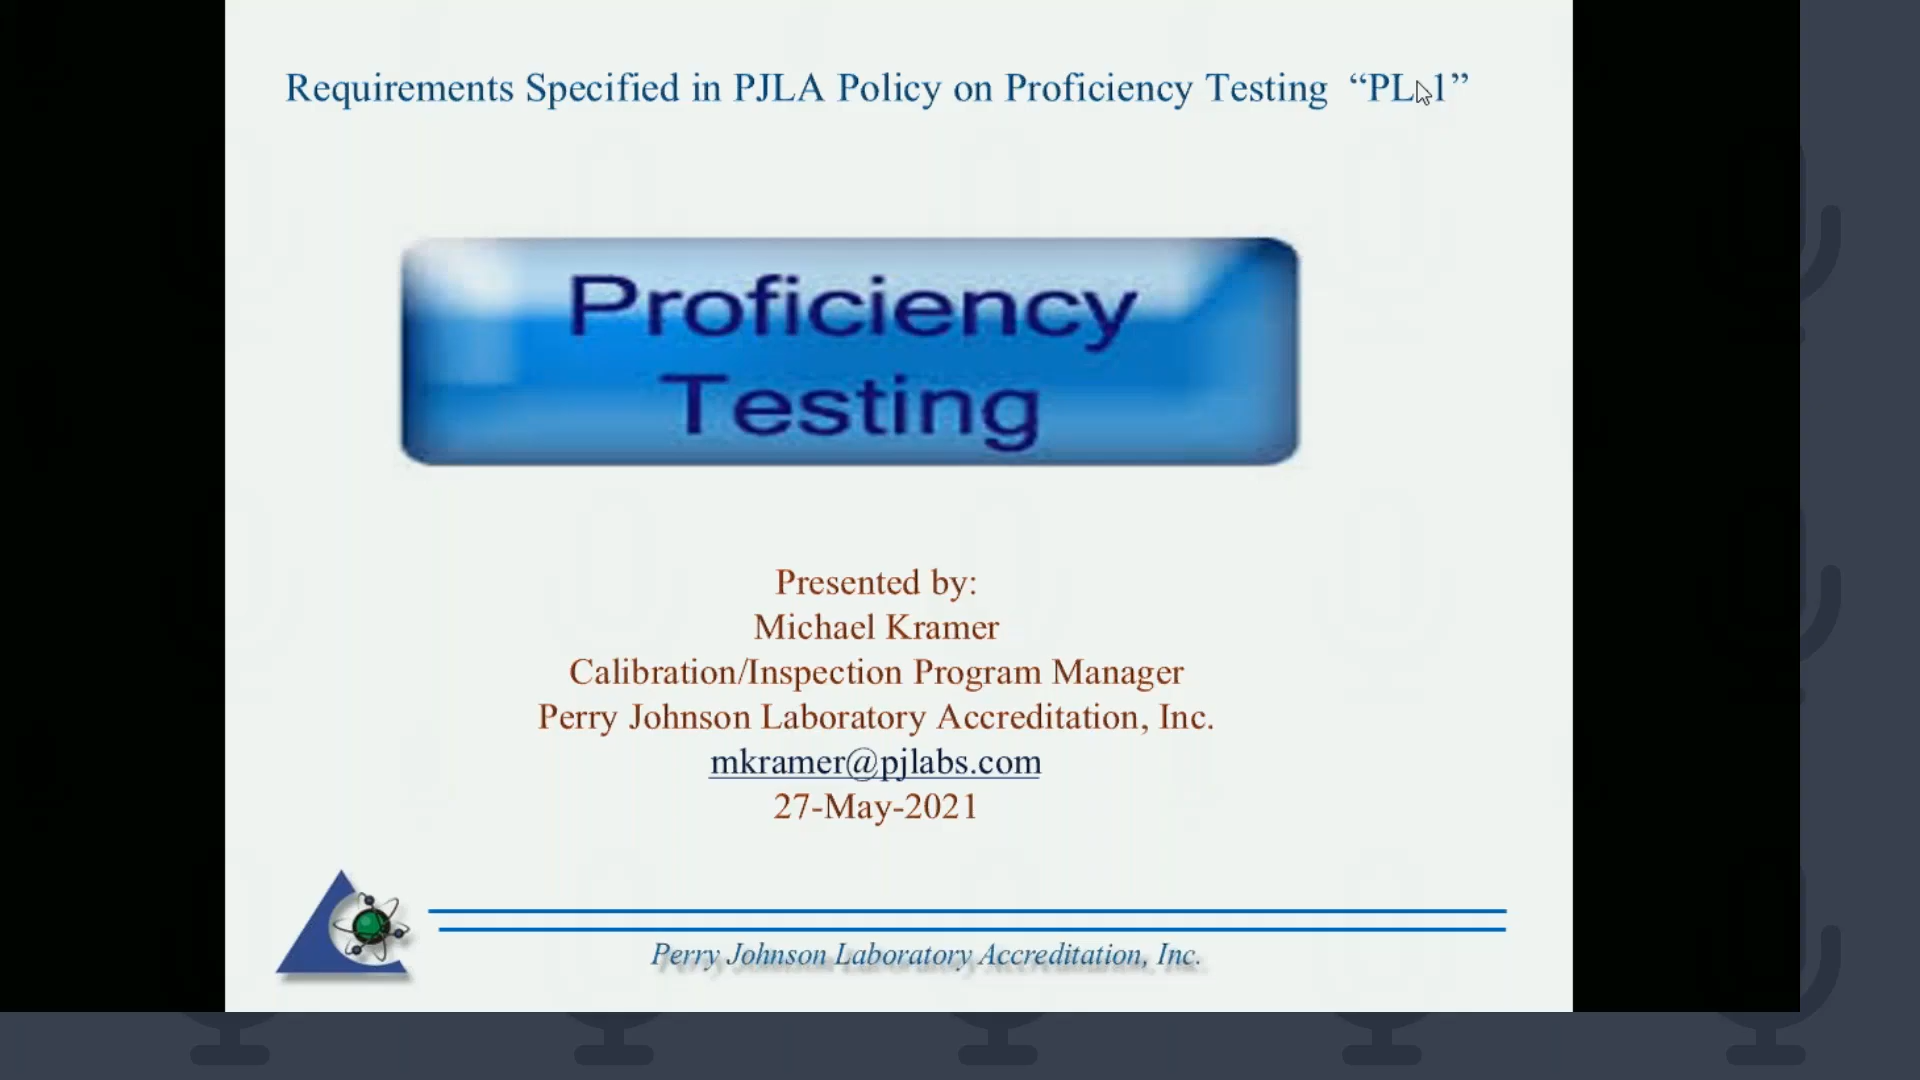 Requirements Specified in PJLA Policy on Proficiency Testing “PL-1”
Proficiency
Testing
Presented by:
Michael Kramer
Calibration/Inspection Program Manager
Perry Johnson Laboratory Accreditation, Inc.
mkramer@pjlabs.com
27-May-2021
Perry Johnson Laboratory Accreditation, Inc.